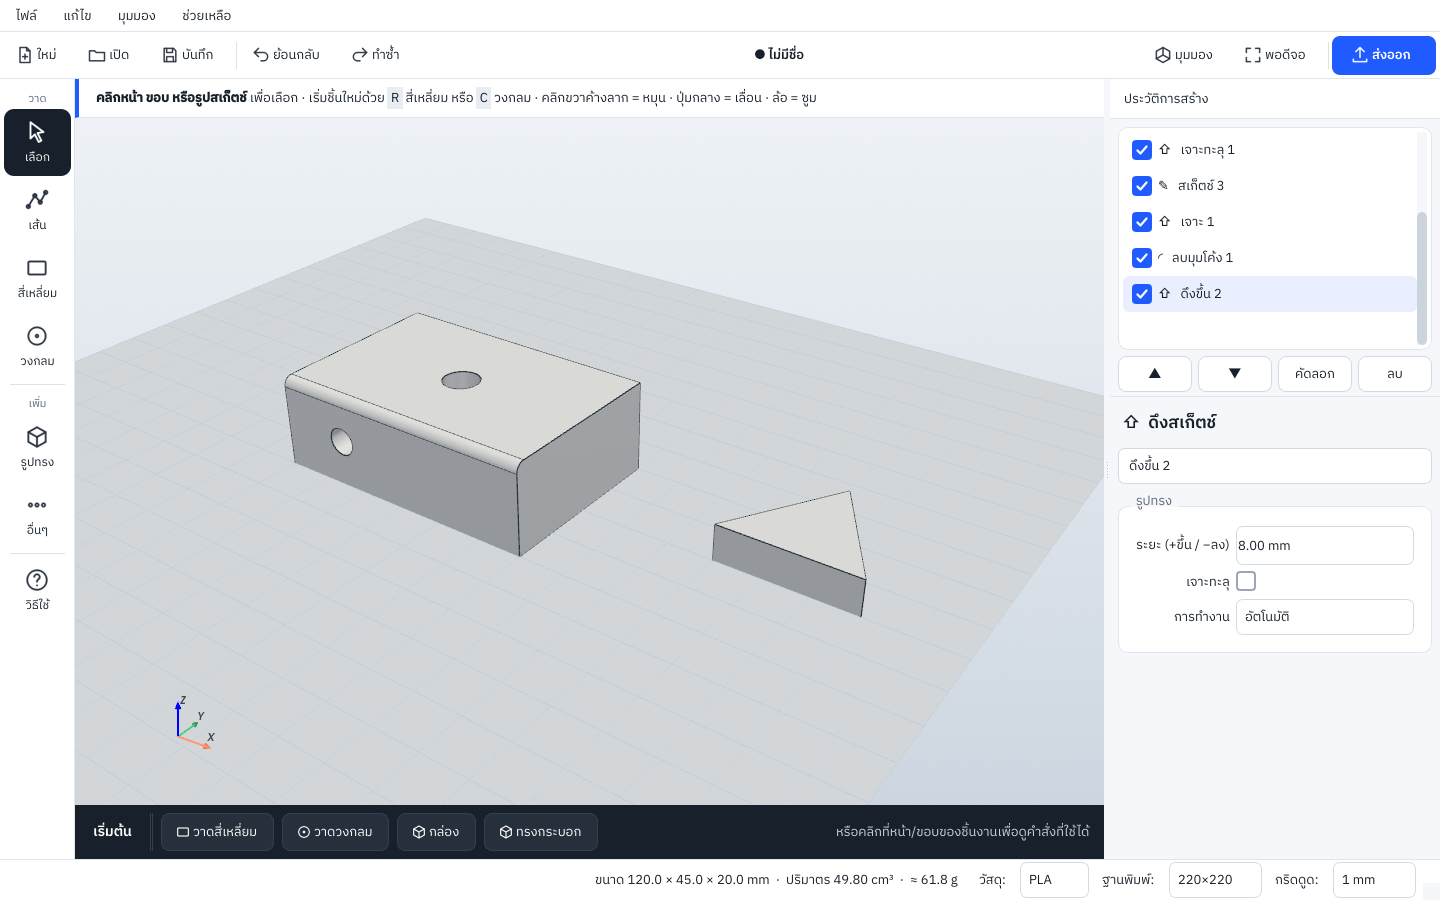 ไฟล์ แก้ไข มุมมอง ช่วยเหลือ
ใหม่ เปิด บันทึก ย้อนกลับ ทำซ้ำ ● ไม่มีชื่อ มุมมอง พอดีจอ ส่งออก
วาด
เลือก
เส้น
สี่เหลี่ยม
วงกลม
เพิ่ม
รูปทรง
อื่นๆ
วิธีใช้
คลิกหน้า ขอบ หรือรูปสเก็ตช์ เพื่อเลือก · เริ่มชิ้นใหม่ด้วย R สี่เหลี่ยม หรือ C วงกลม · คลิกขวาค้างลาก = หมุน · ปุ่มกลาง = เลื่อน · ล้อ = ซูม
Z
Y
X
เริ่มต้น วาดสี่เหลี่ยม วาดวงกลม กล่อง ทรงกระบอก หรือคลิกที่หน้า/ขอบของชิ้นงานเพื่อดูคำสั่งที่ใช้ได้
ประวัติการสร้าง
เจาะทะลุ 1
สเก็ตช์ 3
เจาะ 1
ลบมุมโค้ง 1
ดึงขึ้น 2
▲ ▼ คัดลอก ลบ
ดึงสเก็ตช์
ดึงขึ้น 2
รูปทรง
ระยะ (+ขึ้น / −ลง) 8.00 mm
เจาะทะลุ
การทำงาน อัตโนมัติ
ขนาด 120.0 × 45.0 × 20.0 mm · ปริมาตร 49.80 cm³ · ≈ 61.8 g วัสดุ: PLA ฐานพิมพ์: 220×220 กริดดูด: 1 mm